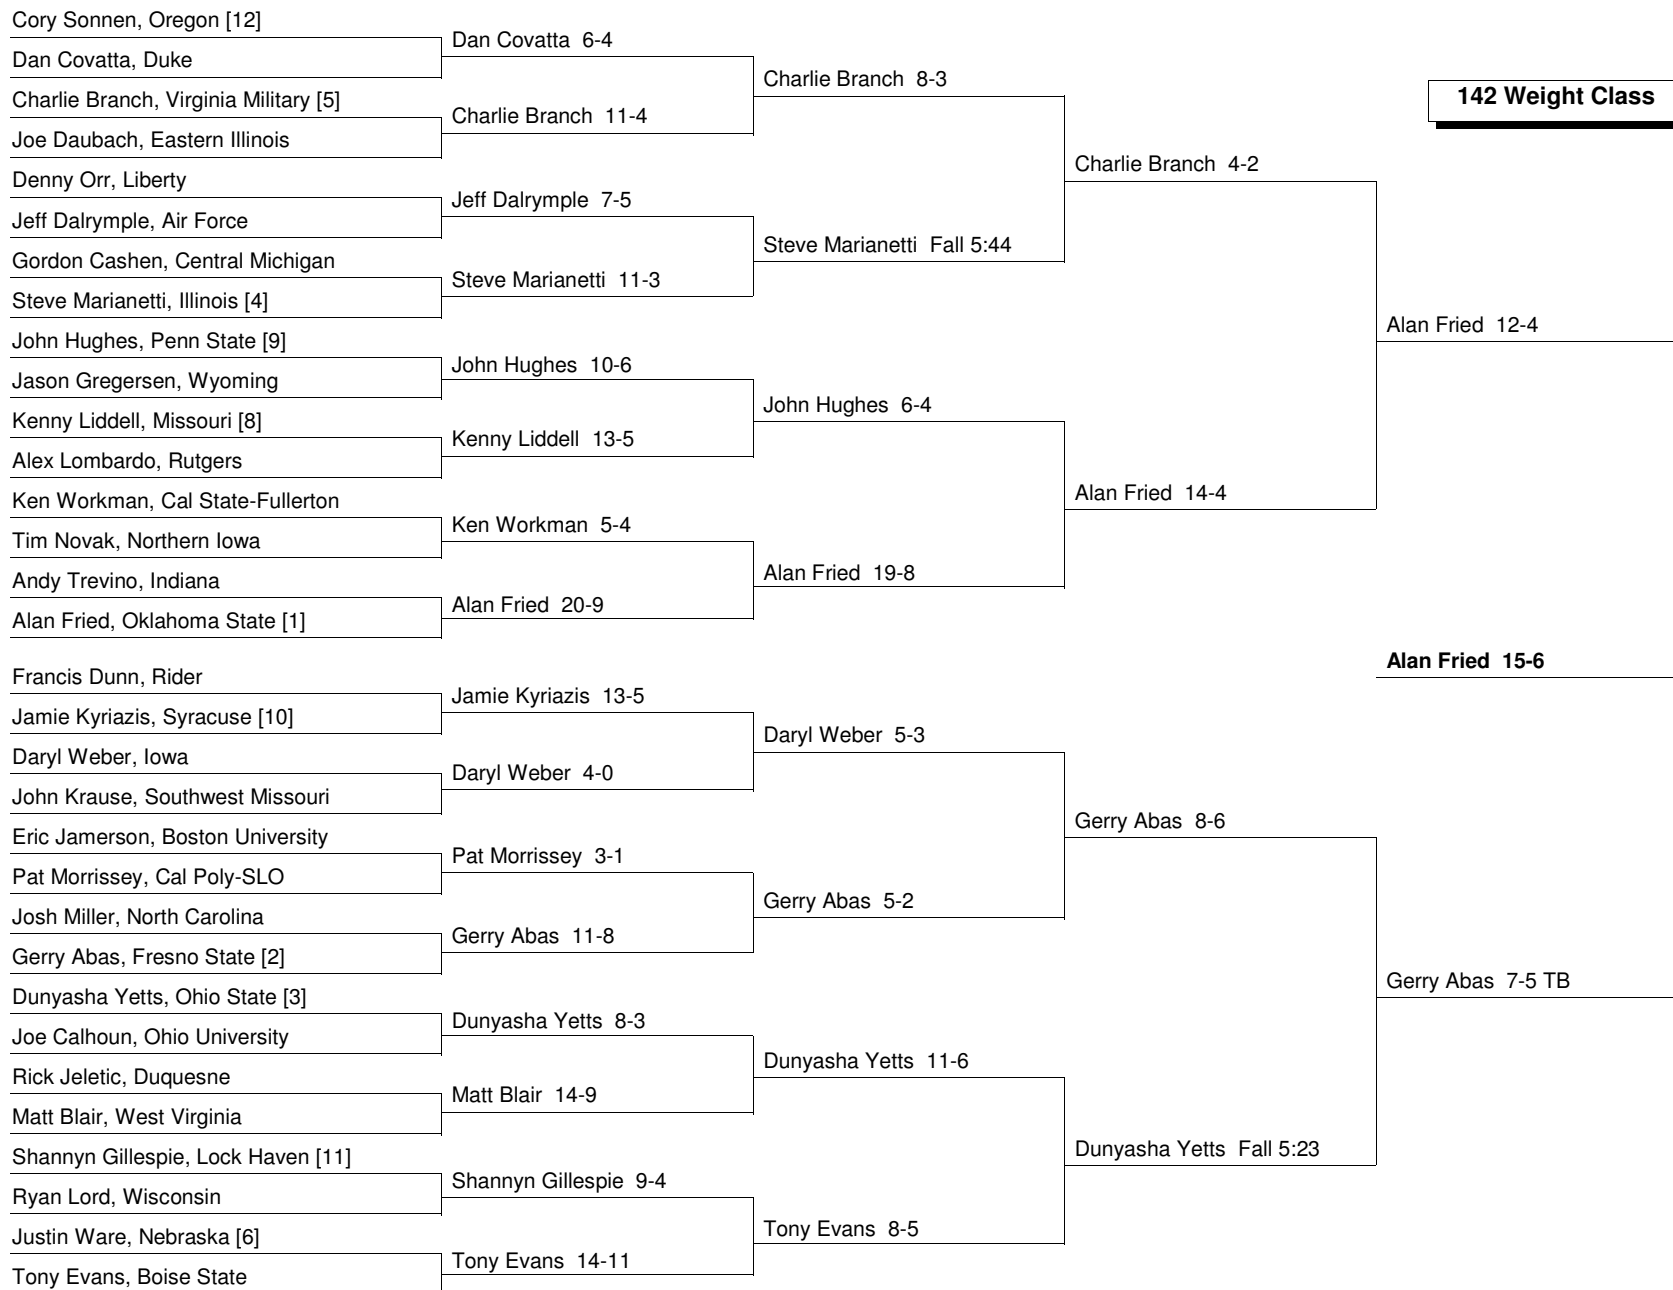 Cory Sonnen, Oregon [12]
Dan Covatta, Duke
Charlie Branch, Virginia Military [5]
Joe Daubach, Eastern Illinois
Denny Orr, Liberty
Jeff Dalrymple, Air Force
Gordon Cashen, Central Michigan
Steve Marianetti, Illinois [4]
John Hughes, Penn State [9]
Jason Gregersen, Wyoming
Kenny Liddell, Missouri [8]
Alex Lombardo, Rutgers
Ken Workman, Cal State-Fullerton
Tim Novak, Northern Iowa
Andy Trevino, Indiana
Alan Fried, Oklahoma State [1]
Francis Dunn, Rider
Jamie Kyriazis, Syracuse [10]
Daryl Weber, Iowa
John Krause, Southwest Missouri
Eric Jamerson, Boston University
Pat Morrissey, Cal Poly-SLO
Josh Miller, North Carolina
Gerry Abas, Fresno State [2]
Dunyasha Yetts, Ohio State [3]
Joe Calhoun, Ohio University
Rick Jeletic, Duquesne
Matt Blair, West Virginia
Shannyn Gillespie, Lock Haven [11]
Ryan Lord, Wisconsin
Justin Ware, Nebraska [6]
Tony Evans, Boise State
Dan Covatta 6-4
Charlie Branch 11-4
Jeff Dalrymple 7-5
Steve Marianetti 11-3
John Hughes 10-6
Kenny Liddell 13-5
Ken Workman 5-4
Alan Fried 20-9
Jamie Kyriazis 13-5
Daryl Weber 4-0
Pat Morrissey 3-1
Gerry Abas 11-8
Dunyasha Yetts 8-3
Matt Blair 14-9
Shannyn Gillespie 9-4
Tony Evans 14-11
Charlie Branch 8-3
Steve Marianetti Fall 5:44
John Hughes 6-4
Alan Fried 19-8
Daryl Weber 5-3
Gerry Abas 5-2
Dunyasha Yetts 11-6
Tony Evans 8-5
Charlie Branch 4-2
Alan Fried 14-4
Gerry Abas 8-6
Dunyasha Yetts Fall 5:23
142 Weight Class
Alan Fried 12-4
Alan Fried 15-6
Gerry Abas 7-5 TB